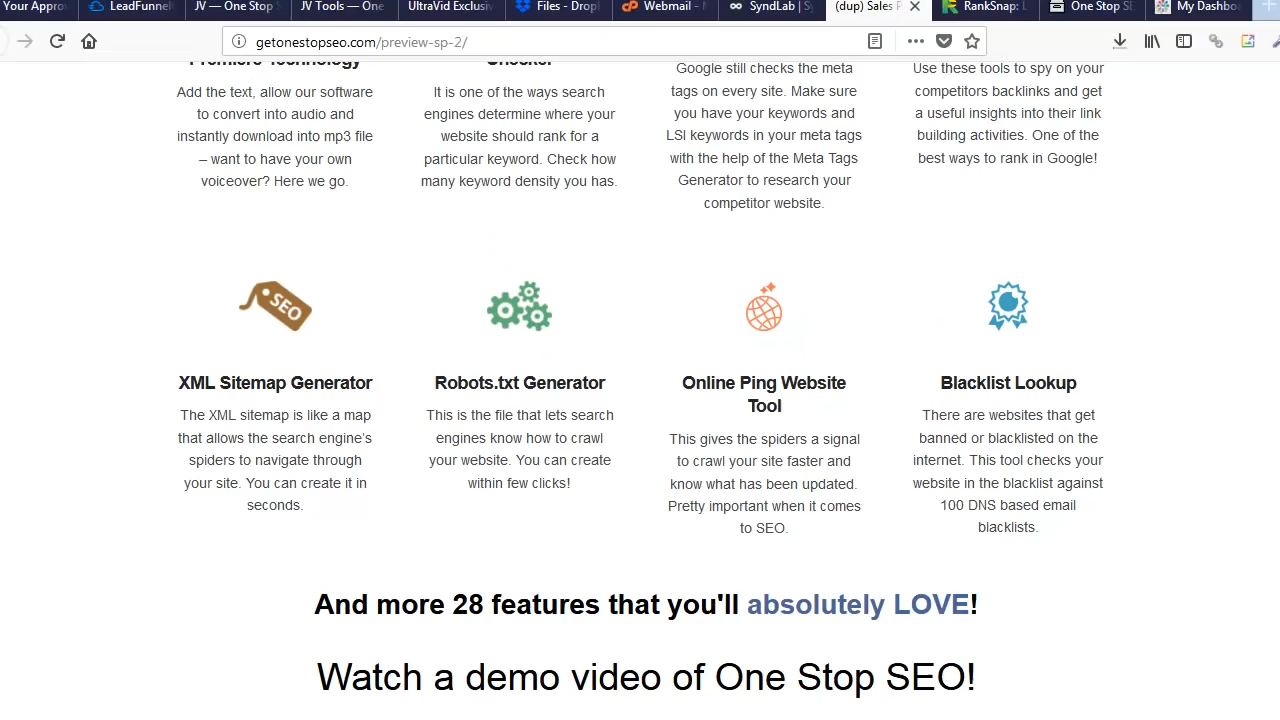 Your Appro
LeadFunnel
JV — One Stop
JV Tools — One
UltraVid Exclusiv
Files - Dropl
Webmail -
SyndLab | Sy
(dup) Sales P
RankSnap: L
One Stop SE
My Dashbo
getonestopseo.com/preview-sp-2/
Premiere Technology
Add the text, allow our software
to convert into audio and
instantly download into mp3 file
– want to have your own
voiceover? Here we go.
Checker
It is one of the ways search
engines determine where your
website should rank for a
particular keyword. Check how
many keyword density you has.
Google still checks the meta
tags on every site. Make sure
you have your keywords and
LSI keywords in your meta tags
with the help of the Meta Tags
Generator to research your
competitor website.
Use these tools to spy on your
competitors backlinks and get
a useful insights into their link
building activities. One of the
best ways to rank in Google!
SEO
XML Sitemap Generator
The XML sitemap is like a map
that allows the search engine's
spiders to navigate through
your site. You can create it in
seconds.
Robots.txt Generator
This is the file that lets search
engines know how to crawl
your website. You can create
within few clicks!
Online Ping Website
Tool
This gives the spiders a signal
to crawl your site faster and
know what has been updated.
Pretty important when it comes
to SEO.
Blacklist Lookup
There are websites that get
banned or blacklisted on the
internet. This tool checks your
website in the blacklist against
100 DNS based email
blacklists.
And more 28 features that you'll absolutely LOVE!
Watch a demo video of One Stop SEO!